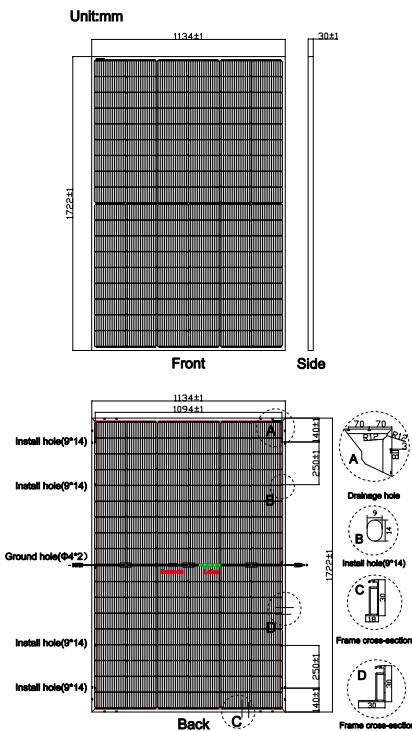 Unit:mm
1134±1
30±1
1722±1
Front
Side
1134±1
1094±1
A
140±1
Install hole(9*14)
250±1
Install hole(9*14)
B
Ground hole(Φ4*2)
1722±1
D
Install hole(9*14)
250±1
Install hole(9*14)
140±1
Back
C
70
70
R12
A
Drainage hole
9
B
14
Install hole(9*14)
C
30
18
Frame cross-section
D
30
30
Frame cross-section